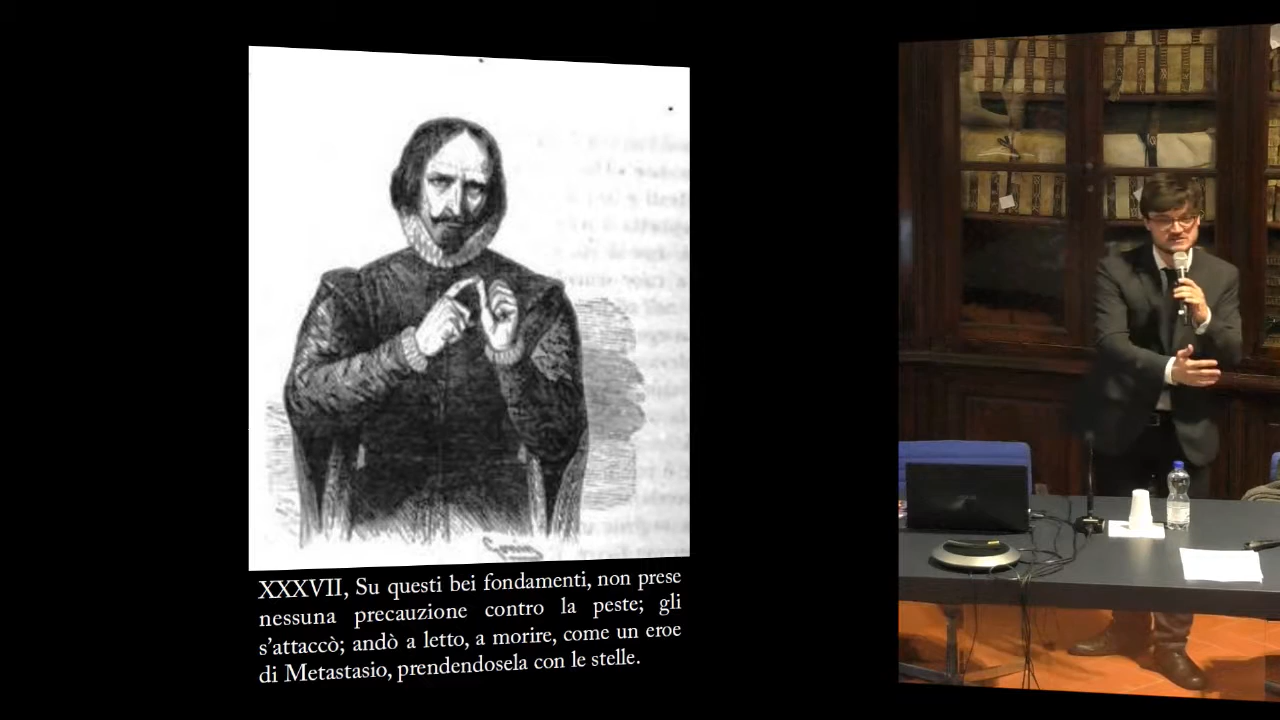 Gonin
XXXVII, Su questi bei fondamenti, non prese
nessuna precauzione contro la peste; gli
s'attaccò; andò a letto, a morire, come un eroe
di Metastasio, prendendosela con le stelle.